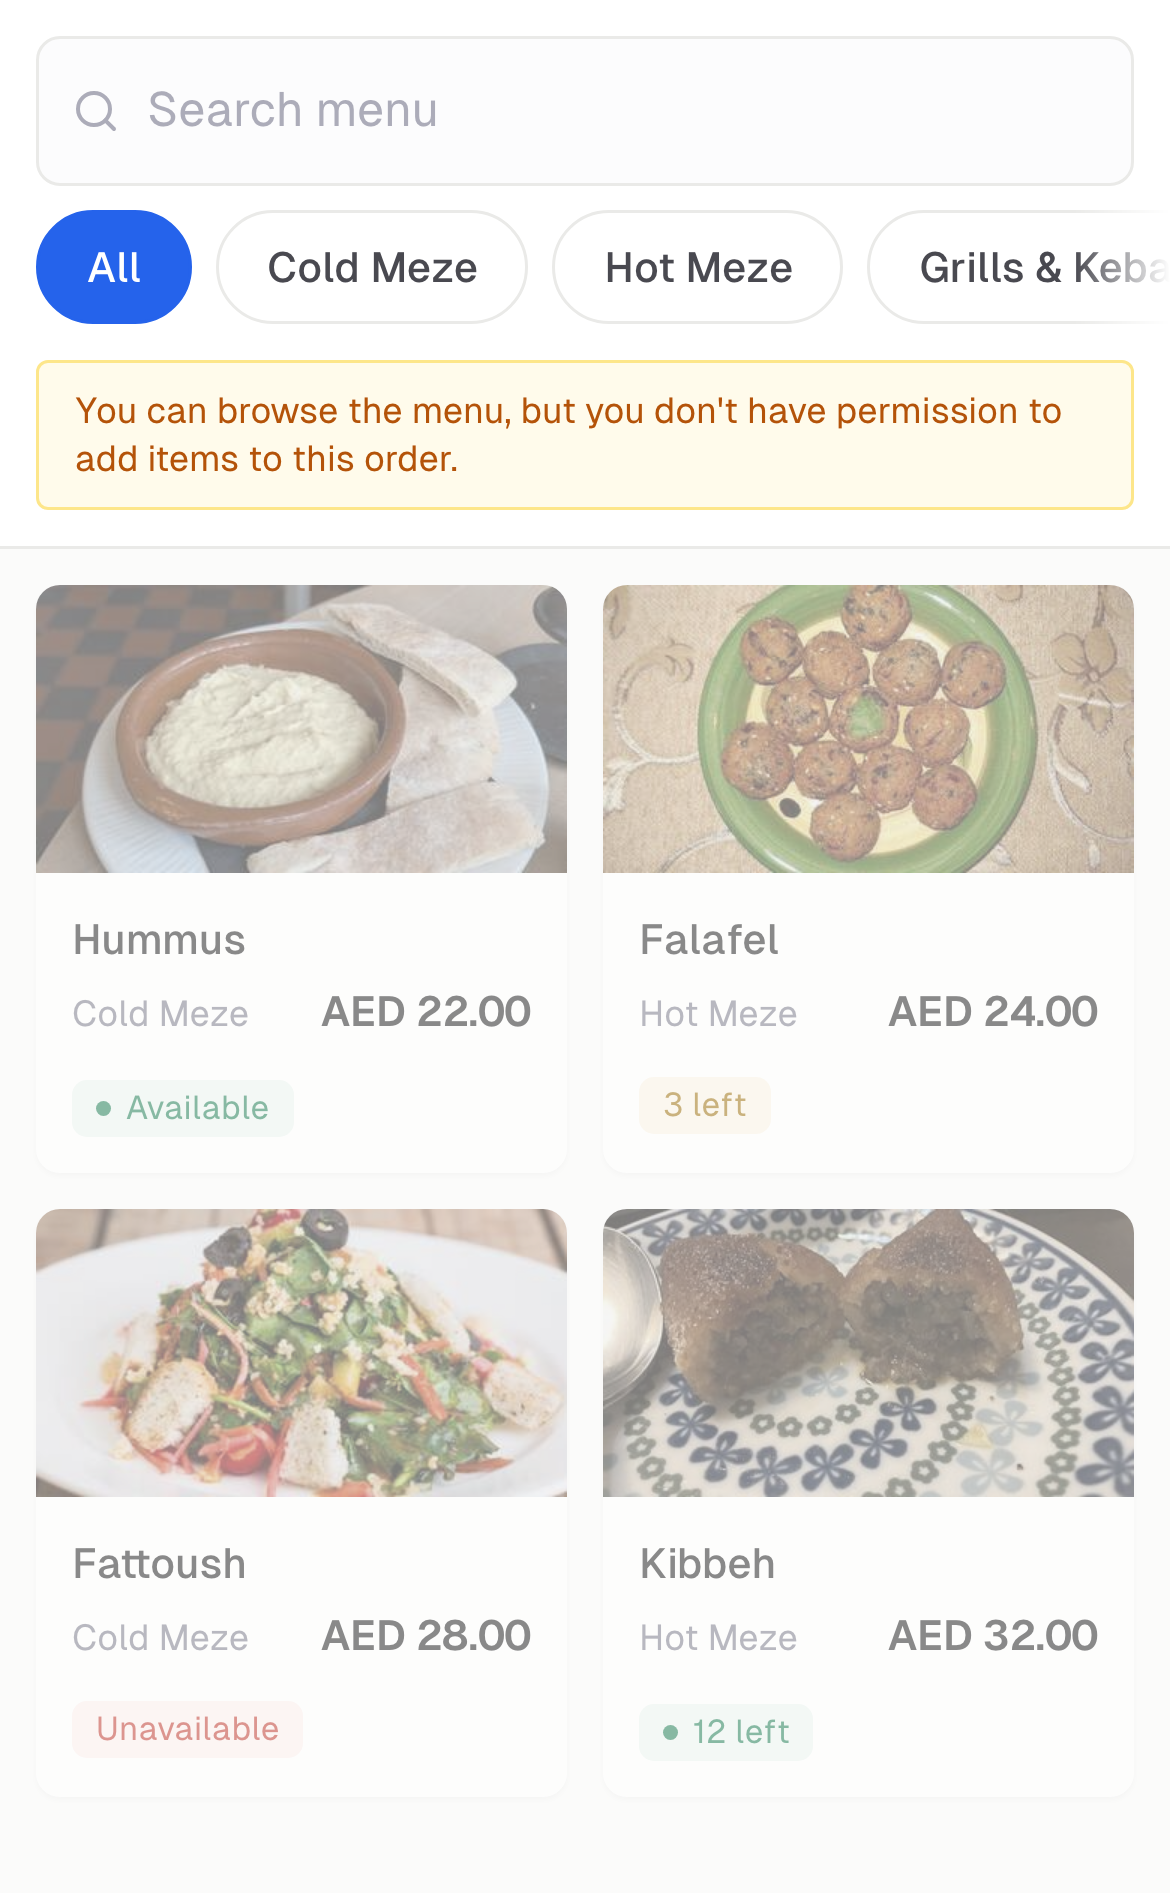 Search menu
All
Cold Meze
Hot Meze
Grills & Keba
You can browse the menu, but you don't have permission to
add items to this order.
Hummus
Cold Meze AED 22.00
Available
Falafel
Hot Meze AED 24.00
3 left
Fattoush
Cold Meze AED 28.00
Unavailable
Kibbeh
Hot Meze AED 32.00
12 left